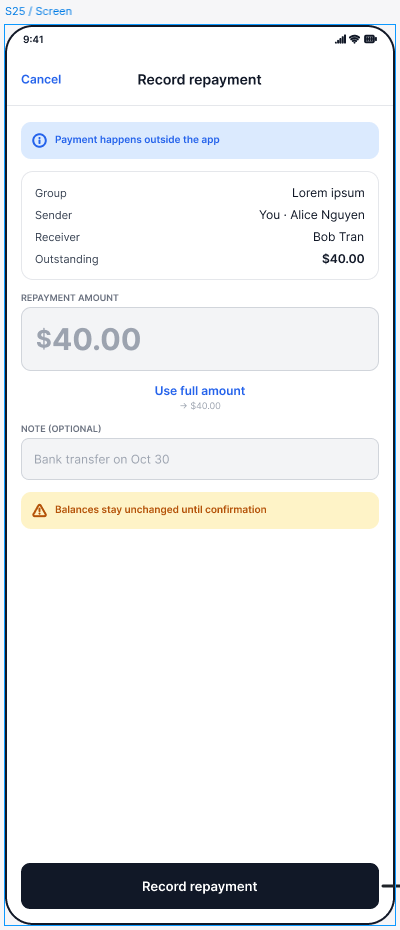 S25 / Screen
9:41
Cancel
Record repayment
Payment happens outside the app
Group
Lorem ipsum
Sender
You · Alice Nguyen
Receiver
Bob Tran
Outstanding
$40.00
REPAYMENT AMOUNT
$40.00
Use full amount
→ $40.00
NOTE (OPTIONAL)
Bank transfer on Oct 30
Balances stay unchanged until confirmation
Record repayment